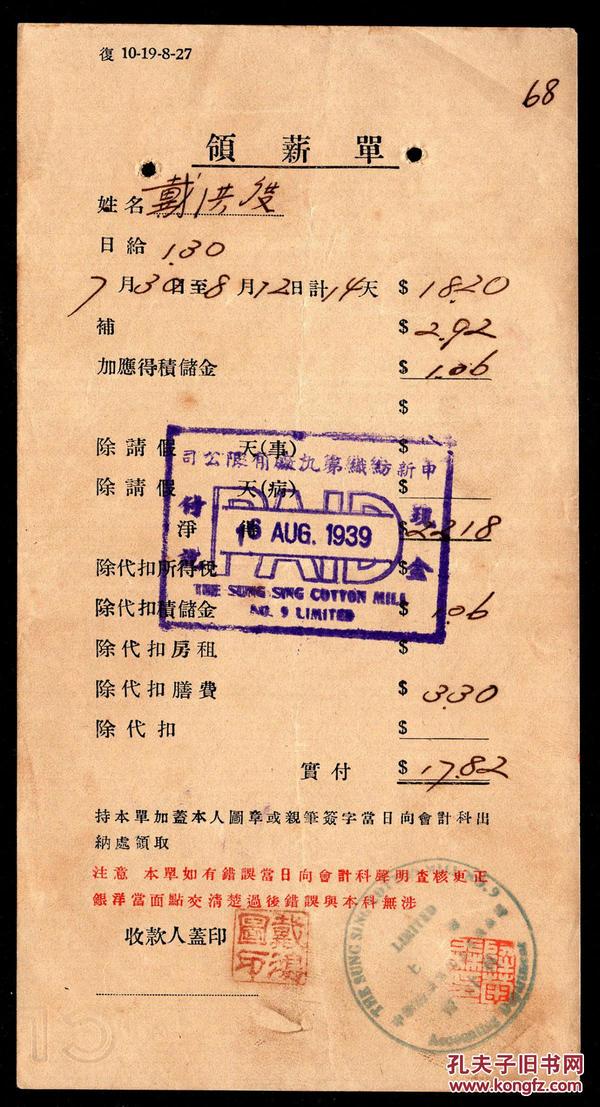 復 10-19-8-27
68
領薪單
姓名 戴洪發
日給 1.30
7月30日至8月12日計14天 $ 18.20
補 $ 2.92
加應得積儲金 $ 1.06
$
除請假 天(事) $
除請假 天(病) $
淨 $ 22.18
申新紡織第九廠有限公司
付訖
PAID
現金
16 AUG. 1939
THE SUNG SING COTTON MILL
NO. 9 LIMITED
除代扣所得稅 $
除代扣積儲金 $ 1.06
除代扣房租 $
除代扣膳費 $ 3.30
除代扣 $
實付 $ 17.82
持本單加蓋本人圖章或親筆簽字當日向會計科出
納處領取
注意 本單如有錯誤當日向會計科聲明查核更正
銀洋當面點交清楚過後錯誤與本科無涉
收款人蓋印
THE SUNG SING
LIMITED
孔夫子旧书网
www.kongfz.com